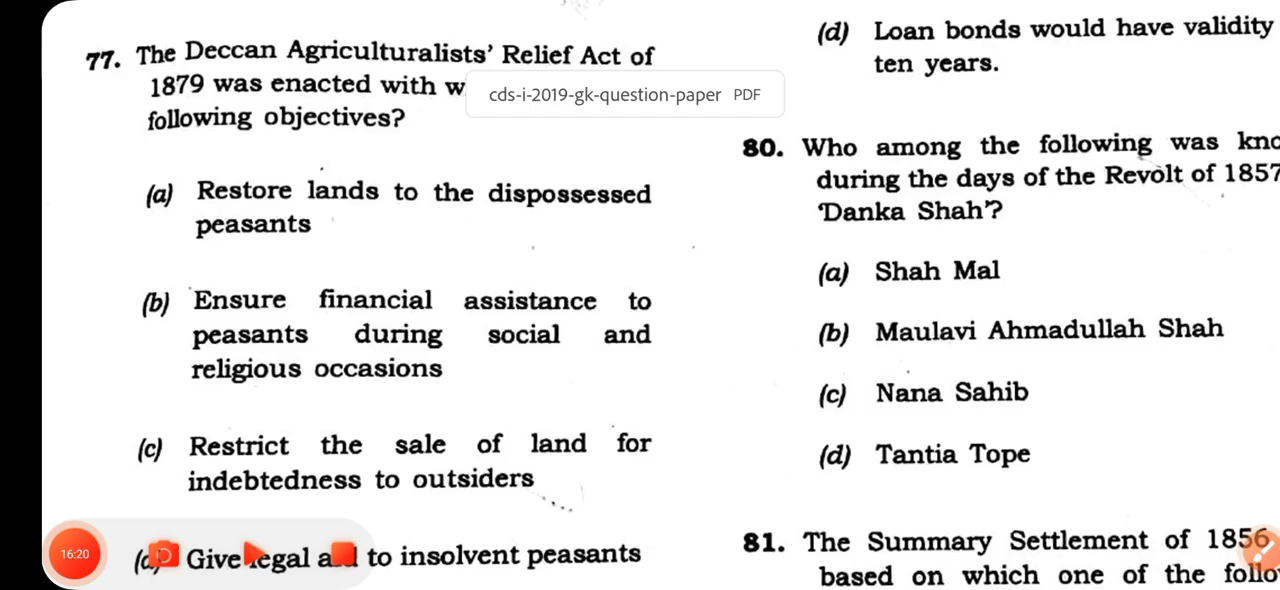 77. The Deccan Agriculturalists' Relief Act of
1879 was enacted with
following objectives?
(a) Restore lands to the dispossessed
peasants
(b) Ensure financial assistance to
peasants during social and
religious occasions
(c) Restrict the sale of land for
indebtedness to outsiders
Give legal to insolvent peasants
cds-i-2019-gk-question-paper PDF
16:20
(d) Loan bonds would have validity
ten years.
80. Who among the following was
during the days of the Revolt of 1857
'Danka Shah'?
(a) Shah Mal
(b) Maulavi Ahmadullah Shah
(c) Nana Sahib
(d) Tantia Tope
81. The Summary Settlement of 1856
based on which one of the